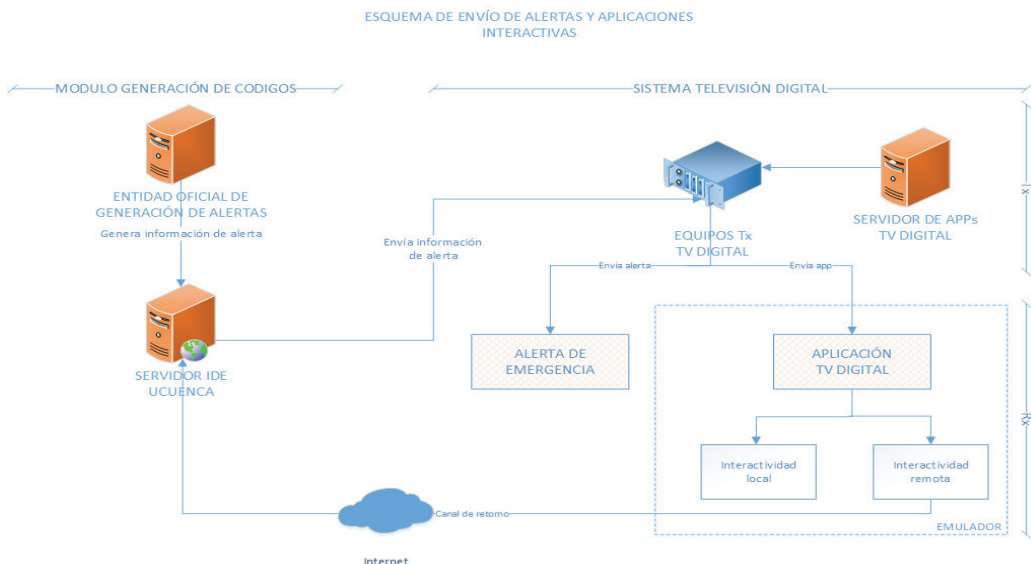 ESQUEMA DE ENVÍO DE ALERTAS Y APLICACIONES
INTERACTIVAS
MODULO GENERACIÓN DE CODIGOS
SISTEMA TELEVISIÓN DIGITAL
ENTIDAD OFICIAL DE
GENERACIÓN DE ALERTAS
Genera información de alerta
Envía información
de alerta
EQUIPOS Tx
TV DIGITAL
SERVIDOR DE APPs
TV DIGITAL
Tx
Envía alerta
Envía app
SERVIDOR IDE
UCUENCA
ALERTA DE
EMERGENCIA
APLICACIÓN
TV DIGITAL
Rx
Interactividad
local
Interactividad
remota
Canal de retorno
EMULADOR
Internet